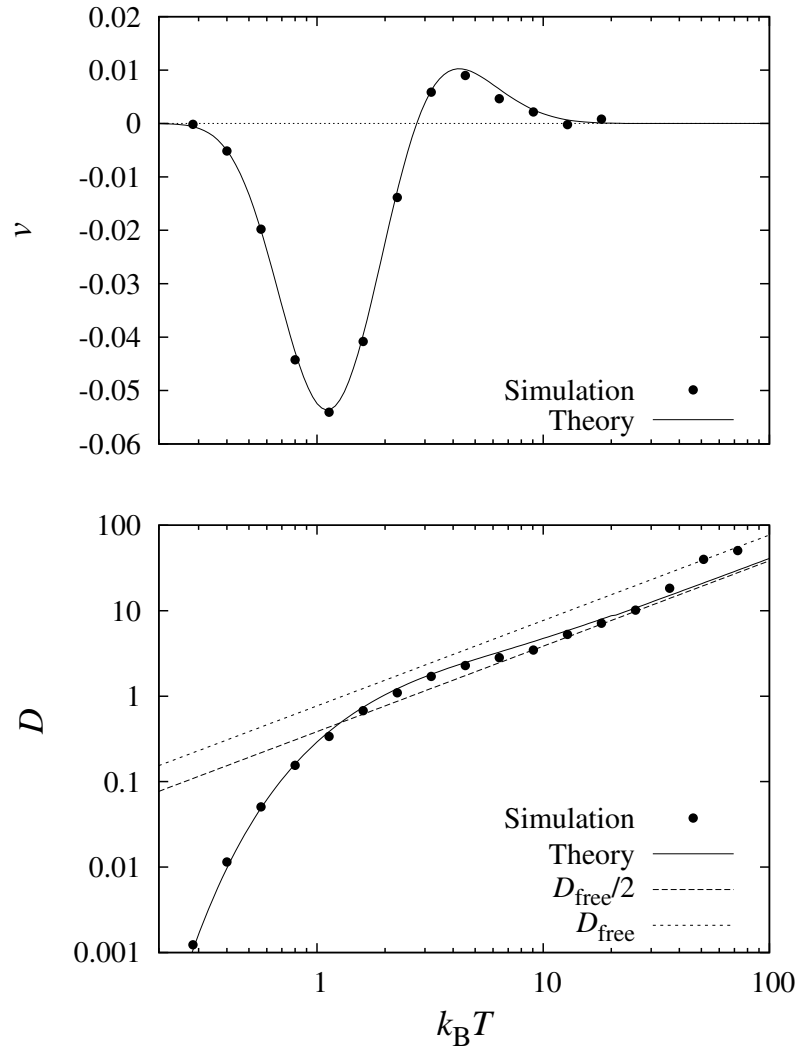 0.02
0.01
0
-0.01
-0.02
-0.03
-0.04
-0.05
-0.06
v
Simulation
Theory
100
10
1
0.1
0.01
0.001
D
Simulation
Theory
D_free/2
D_free
1
10
100
k_B T